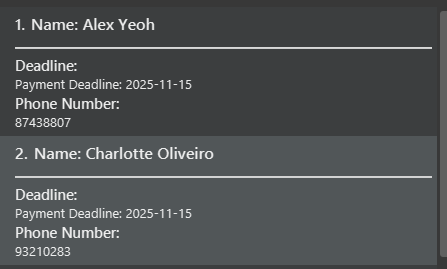 1. Name: Alex Yeoh
Deadline:
Payment Deadline: 2025-11-15
Phone Number:
87438807
2. Name: Charlotte Oliveiro
Deadline:
Payment Deadline: 2025-11-15
Phone Number:
93210283